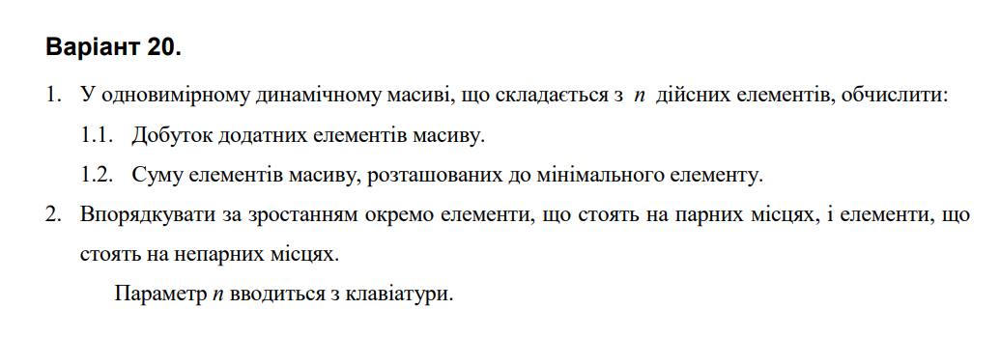 Варіант 20.
1. У одновимірному динамічному масиві, що складається з n дійсних елементів, обчислити:
1.1. Добуток додатних елементів масиву.
1.2. Суму елементів масиву, розташованих до мінімального елементу.
2. Впорядкувати за зростанням окремо елементи, що стоять на парних місцях, і елементи, що
стоять на непарних місцях.
Параметр n вводиться з клавіатури.